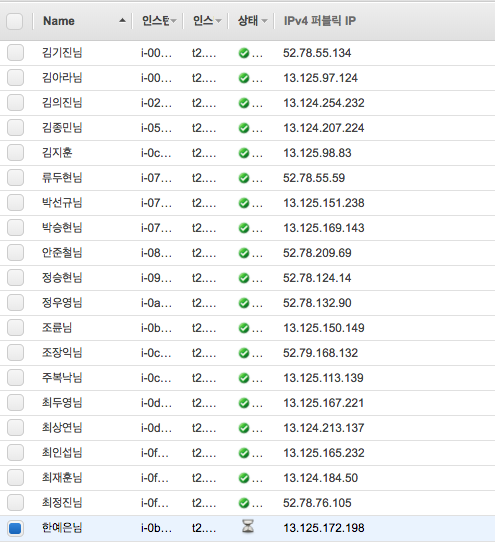 Name 인스턴 인스 상태 IPv4 퍼블릭 IP
김기진님 i-00... t2.... ... 52.78.55.134
김아라님 i-00... t2.... ... 13.125.97.124
김의진님 i-02... t2.... ... 13.124.254.232
김종민님 i-05... t2.... ... 13.124.207.224
김지훈 i-0c... t2.... ... 13.125.98.83
류두현님 i-07... t2.... ... 52.78.55.59
박선규님 i-07... t2.... ... 13.125.151.238
박승현님 i-07... t2.... ... 13.125.169.143
안준철님 i-08... t2.... ... 52.78.209.69
정승현님 i-09... t2.... ... 52.78.124.14
정우영님 i-0a... t2.... ... 52.78.132.90
조륜님 i-0b... t2.... ... 13.125.150.149
조장익님 i-0c... t2.... ... 52.79.168.132
주복낙님 i-0c... t2.... ... 13.125.113.139
최두영님 i-0d... t2.... ... 13.125.167.221
최상연님 i-0d... t2.... ... 13.124.213.137
최인섭님 i-0f... t2.... ... 13.125.165.232
최재훈님 i-0f... t2.... ... 13.124.184.50
최정진님 i-0f... t2.... ... 52.78.76.105
한예은님 i-0b... t2.... 13.125.172.198